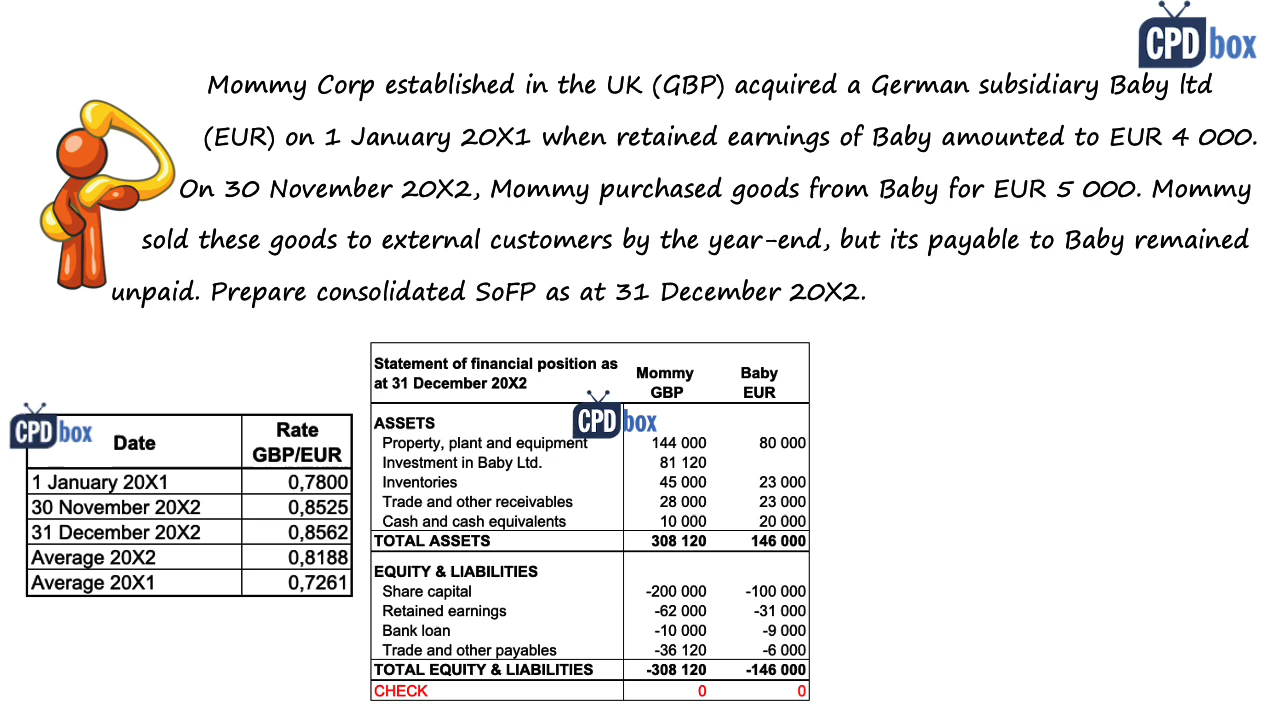 CPD box
Mommy Corp established in the UK (GBP) acquired a German subsidiary Baby ltd
(EUR) on 1 January 20X1 when retained earnings of Baby amounted to EUR 4 000.
On 30 November 20X2, Mommy purchased goods from Baby for EUR 5 000. Mommy
sold these goods to external customers by the year-end, but its payable to Baby remained
unpaid. Prepare consolidated SoFP as at 31 December 20X2.
CPD box
Date Rate GBP/EUR
1 January 20X1 0,7800
30 November 20X2 0,8525
31 December 20X2 0,8562
Average 20X2 0,8188
Average 20X1 0,7261
Statement of financial position as
at 31 December 20X2
Mommy GBP Baby EUR
CPD box
ASSETS
Property, plant and equipment 144 000 80 000
Investment in Baby Ltd. 81 120
Inventories 45 000 23 000
Trade and other receivables 28 000 23 000
Cash and cash equivalents 10 000 20 000
TOTAL ASSETS 308 120 146 000
EQUITY & LIABILITIES
Share capital -200 000 -100 000
Retained earnings -62 000 -31 000
Bank loan -10 000 -9 000
Trade and other payables -36 120 -6 000
TOTAL EQUITY & LIABILITIES -308 120 -146 000
CHECK 0 0